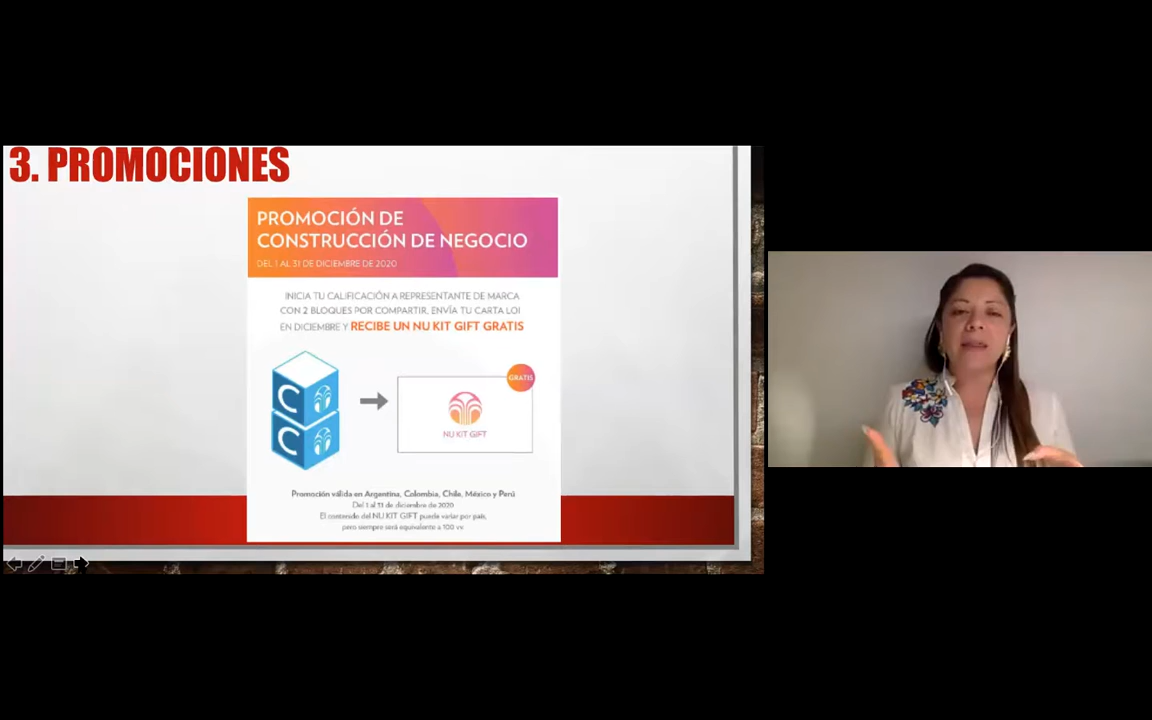 3. PROMOCIONES
PROMOCIÓN DE
CONSTRUCCIÓN DE NEGOCIO
DEL 1 AL 31 DE DICIEMBRE DE 2020
INICIA TU CALIFICACIÓN A REPRESENTANTE DE MARCA
CON 2 BLOQUES POR COMPARTIR, ENVÍA TU CARTA LOI
EN DICIEMBRE Y RECIBE UN NU KIT GIFT GRATIS
GRATIS
C
C
NU KIT GIFT
Promoción válida en Argentina, Colombia, Chile, México y Perú
Del 1 al 31 de diciembre de 2020
El contenido del NU KIT GIFT puede variar por país,
pero siempre será equivalente a 100 vv.